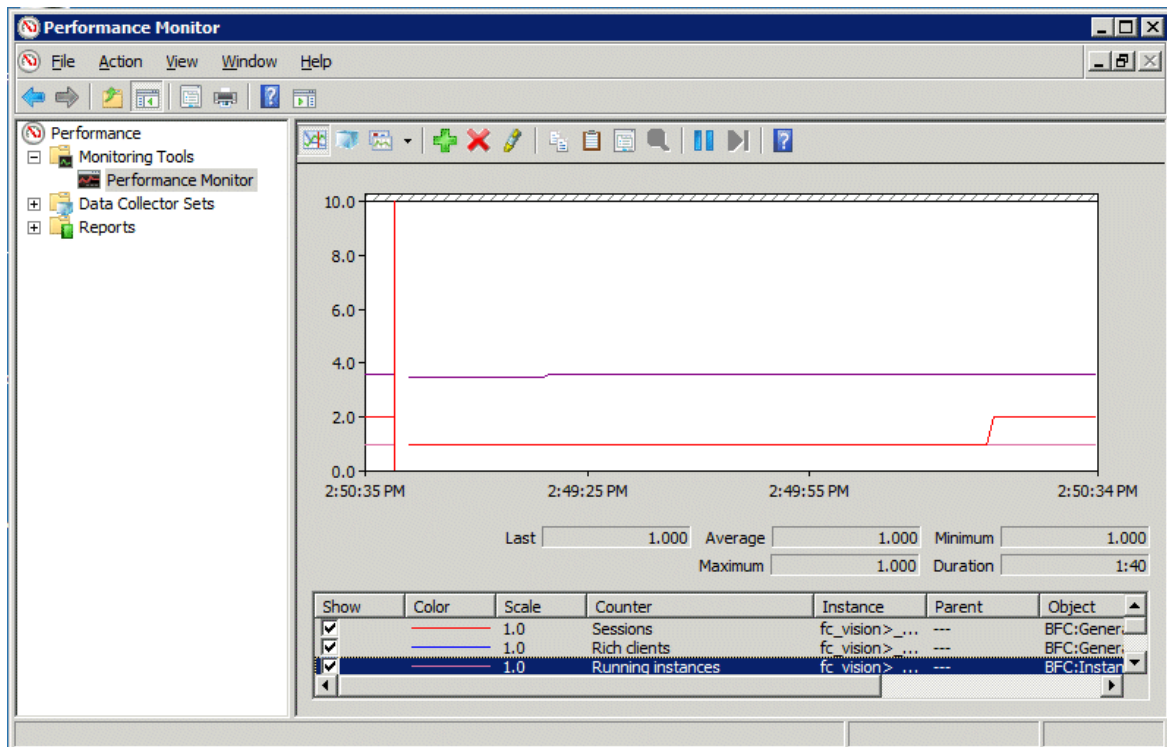 Performance Monitor
File Action View Window Help
Performance
Monitoring Tools
Performance Monitor
Data Collector Sets
Reports
10.0
8.0
6.0
4.0
2.0
0.0
2:50:35 PM 2:49:25 PM 2:49:55 PM 2:50:34 PM
Last 1.000 Average 1.000 Minimum 1.000
Maximum 1.000 Duration 1:40
Show Color Scale Counter Instance Parent Object
1.0 Sessions fc_vision>_... --- BFC:Genera
1.0 Rich clients fc_vision>_... --- BFC:Gener.
1.0 Running instances fc_vision>_... --- BFC:Instan